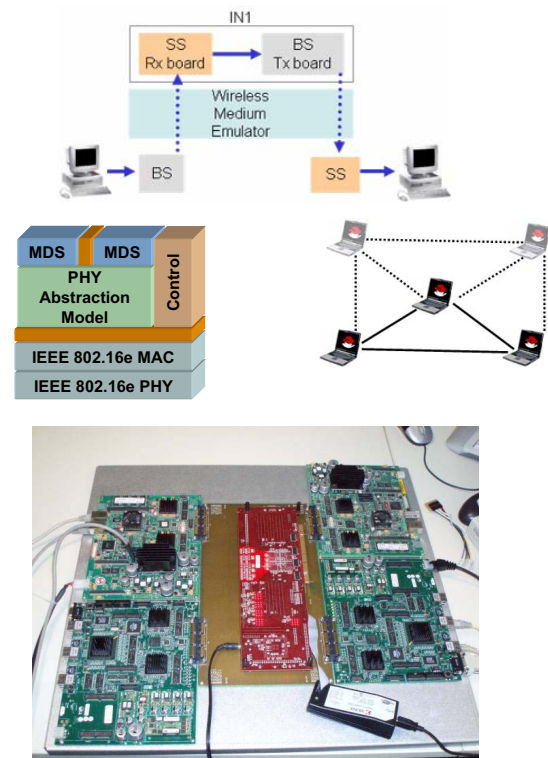 IN1
SS
Rx board
BS
Tx board
Wireless
Medium
Emulator
BS
SS
MDS
MDS
PHY
Abstraction
Model
Control
IEEE 802.16e MAC
IEEE 802.16e PHY